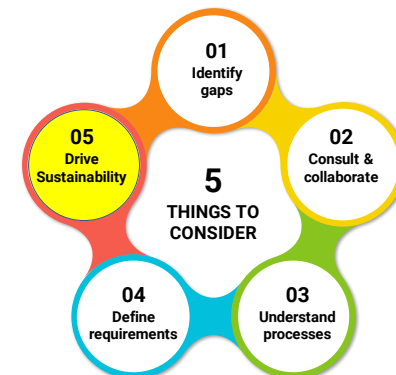 01
Identify
gaps
02
Consult &
collaborate
03
Understand
processes
04
Define
requirements
05
Drive
Sustainability
5
THINGS TO
CONSIDER